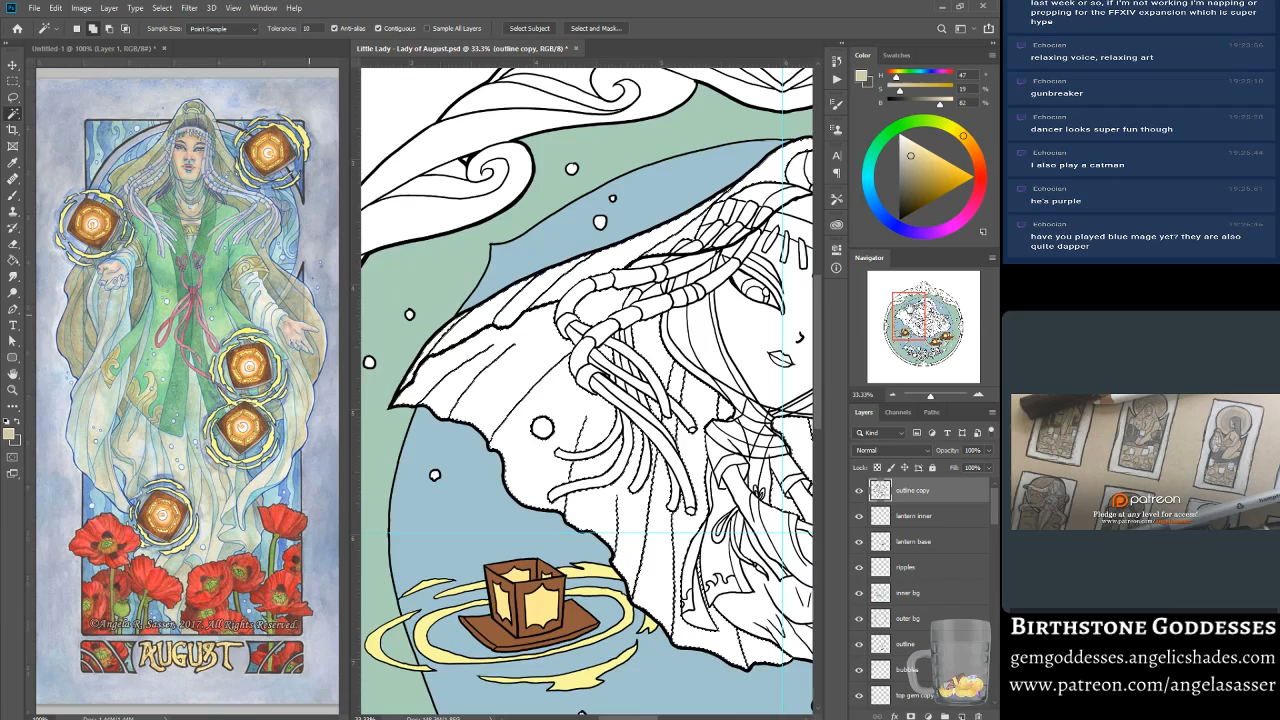 File Edit Image Layer Type Select Filter 3D View Window Help
Sample Size: Point Sample Tolerance: 10 Anti-alias Contiguous Sample All Layers Select Subject Select and Mask...
Untitled-1 @ 100% (Layer 1, RGB/8#) *
Little Lady - Lady of August.psd @ 33.3% (outline copy, RGB/8) *
©Angela R. Sasser, 2017. All Rights Reserved.
AUGUST
Color Swatches
H 47 °
S 19 %
B 82 %
Navigator
33.33%
Layers Channels Paths
Kind
Normal Opacity: 100%
Lock: Fill: 100%
outline copy
lantern inner
lantern base
ripples
inner bg
outer bg
outline
bubbles
top gem copy
last week or so, if I'm not working I'm napping or
prepping for the FFXIV expansion which is super
hype
Echocian
relaxing voice, relaxing art
Echocian
gunbreaker
Echocian
dancer looks super fun though
Echocian
I also play a catman
Echocian
he's purple
Echocian
have you played blue mage yet? they are also
quite dapper
patreon
Pledge at any level for access!
Birthstone Goddesses
gemgoddesses.angelicshades.com
www.patreon.com/angelasasser